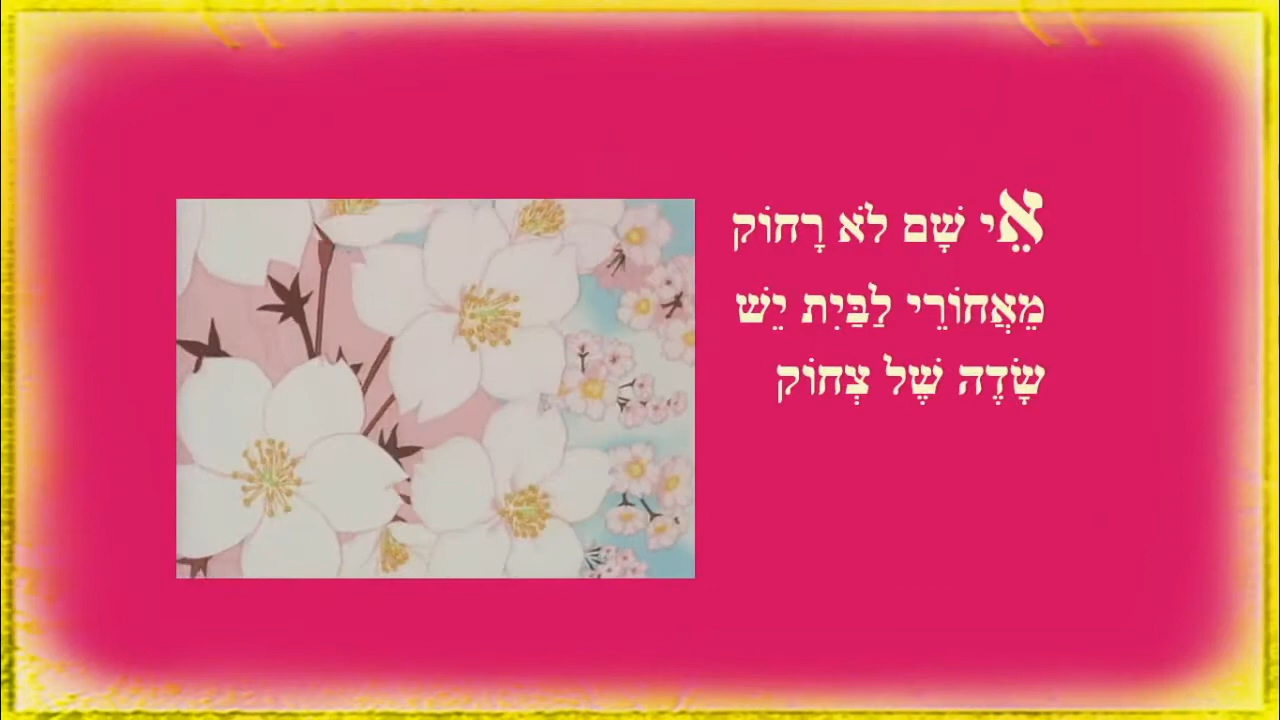 אֵי שָׁם לֹא רָחוֹק
מֵאֲחוֹרֵי לַבַּיִת יֵשׁ
שָׂדֶה שֶׁל צְחוֹק